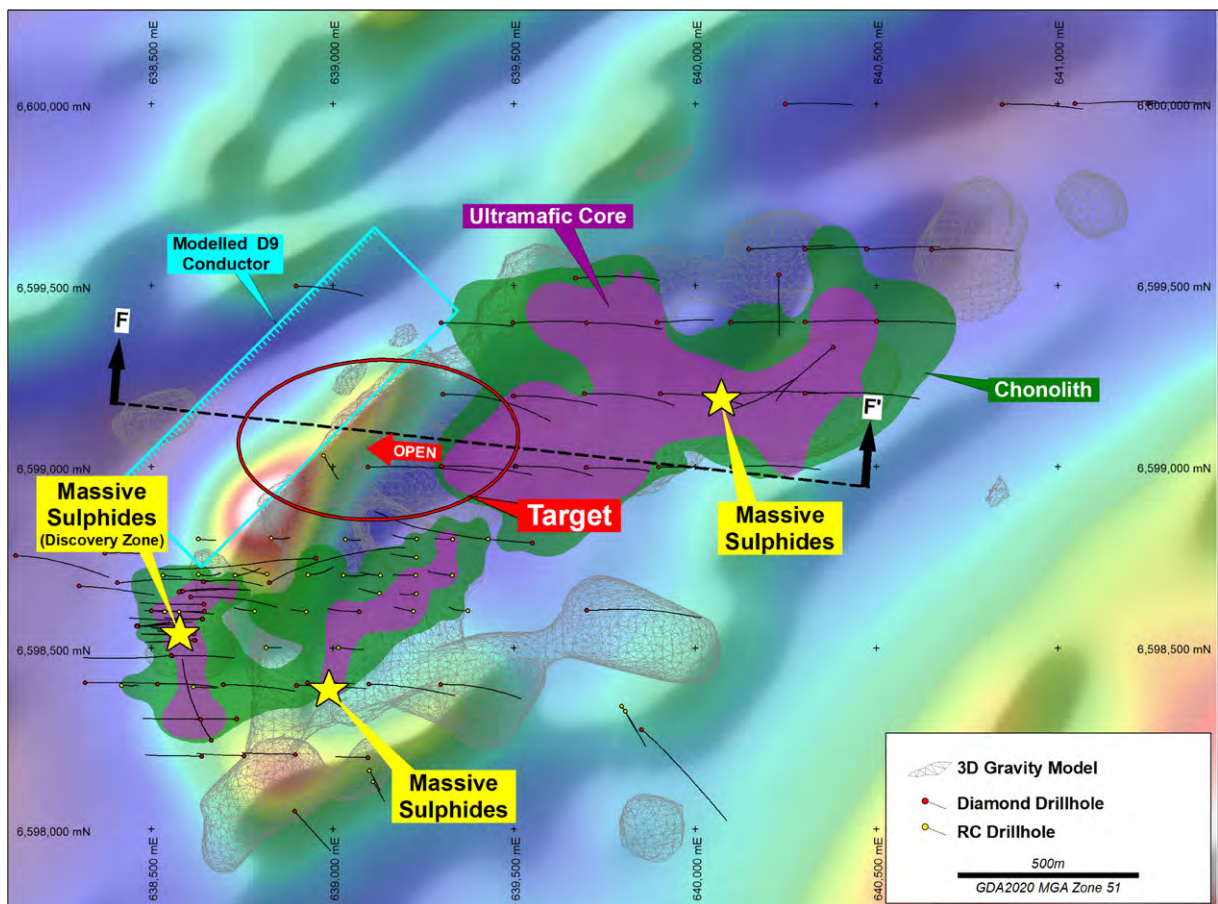 638,500 mE
639,000 mE
639,500 mE
640,000 mE
640,500 mE
641,000 mE
6,600,000 mN
6,600,000 mN
Ultramafic Core
Modelled D9
Conductor
6,599,500 mN
6,599,500 mN
F
Chonolith
F'
OPEN
6,599,000 mN
6,599,000 mN
Massive
Sulphides
(Discovery Zone)
Target
Massive
Sulphides
6,598,500 mN
6,598,500 mN
Massive
Sulphides
6,598,000 mN
3D Gravity Model
Diamond Drillhole
RC Drillhole
500m
GDA2020 MGA Zone 51
638,500 mE
639,000 mE
639,500 mE
640,000 mE
640,500 mE